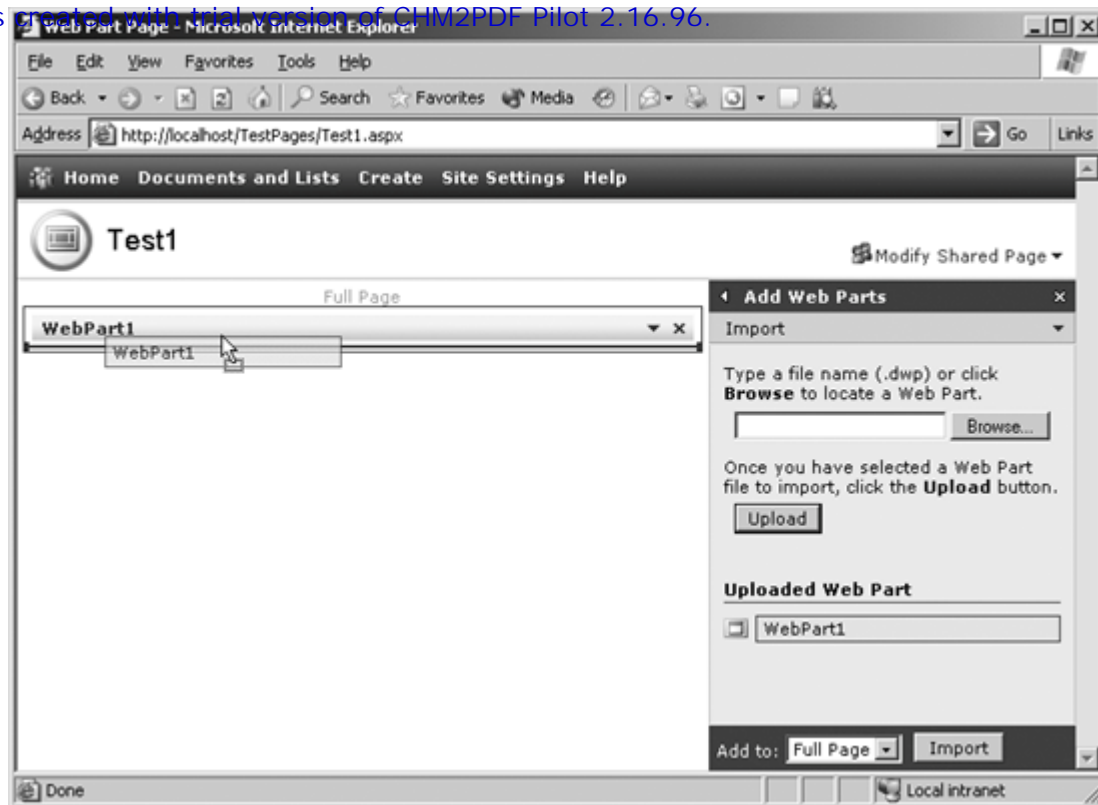 s created with trial version of CHM2PDF Pilot 2.16.96.
Web Part Page - Microsoft Internet Explorer
File Edit View Favorites Tools Help
Back Search Favorites Media
Address http://localhost/TestPages/Test1.aspx Go Links
Home Documents and Lists Create Site Settings Help
Test1
Modify Shared Page
Full Page
WebPart1
WebPart1
Add Web Parts
Import
Type a file name (.dwp) or click
Browse to locate a Web Part.
Browse...
Once you have selected a Web Part
file to import, click the Upload button.
Upload
Uploaded Web Part
WebPart1
Add to: Full Page Import
Done Local intranet